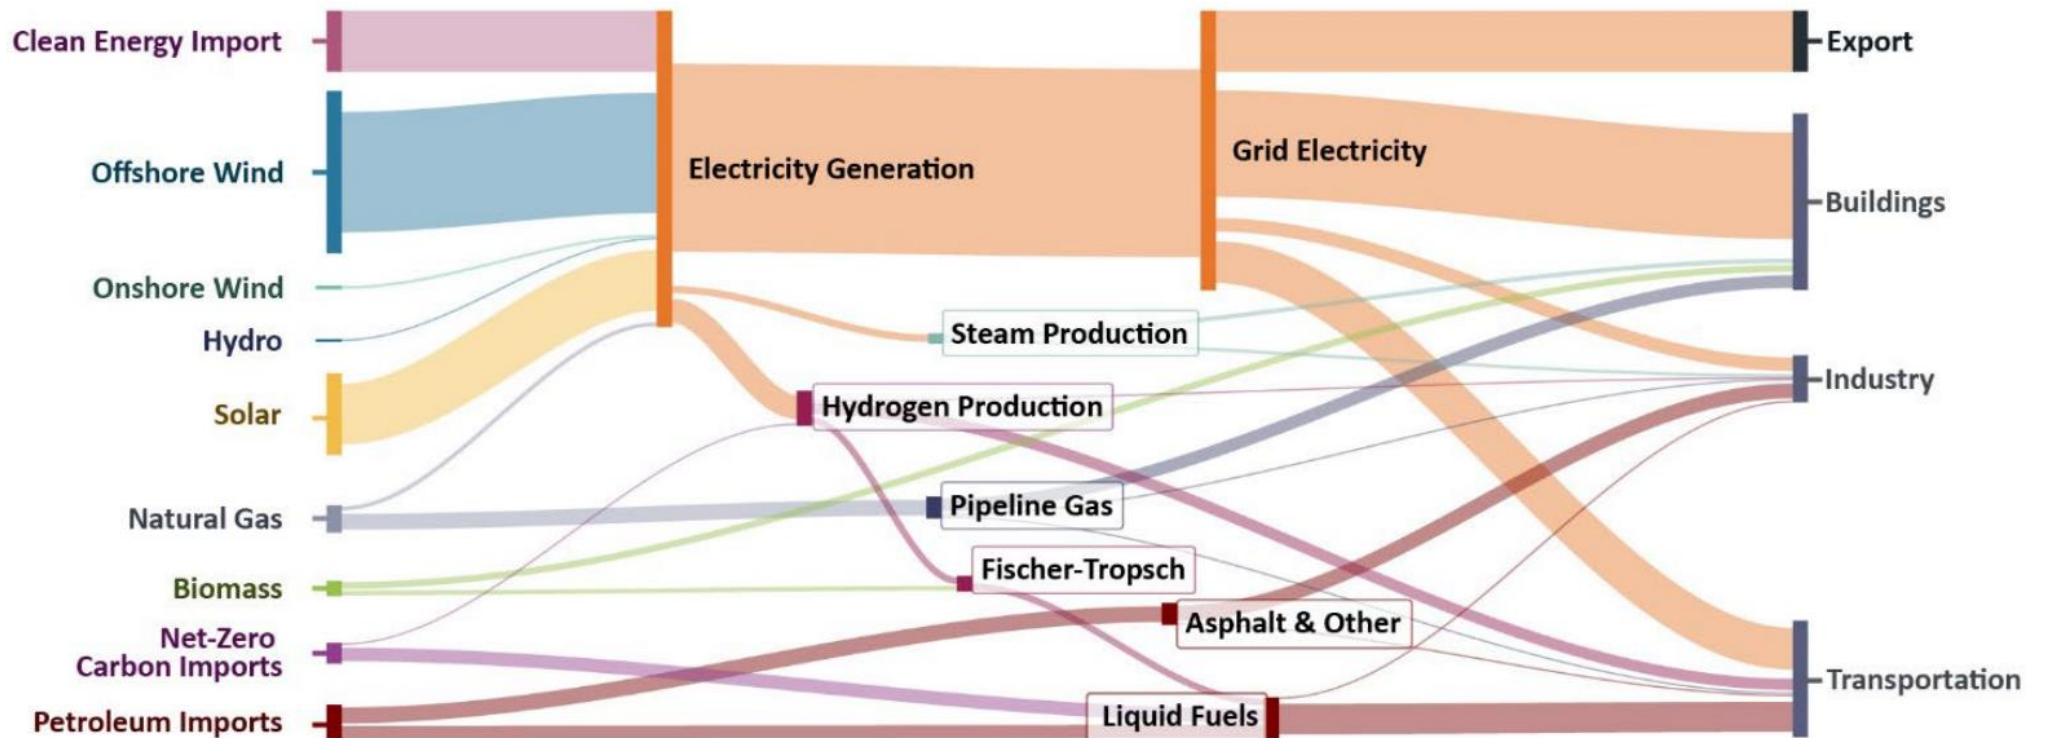 Clean Energy Import
Export
Offshore Wind
Electricity Generation
Grid Electricity
Buildings
Onshore Wind
Hydro
Steam Production
Solar
Hydrogen Production
Industry
Natural Gas
Pipeline Gas
Biomass
Fischer-Tropsch
Net-Zero
Carbon Imports
Asphalt & Other
Transportation
Petroleum Imports
Liquid Fuels